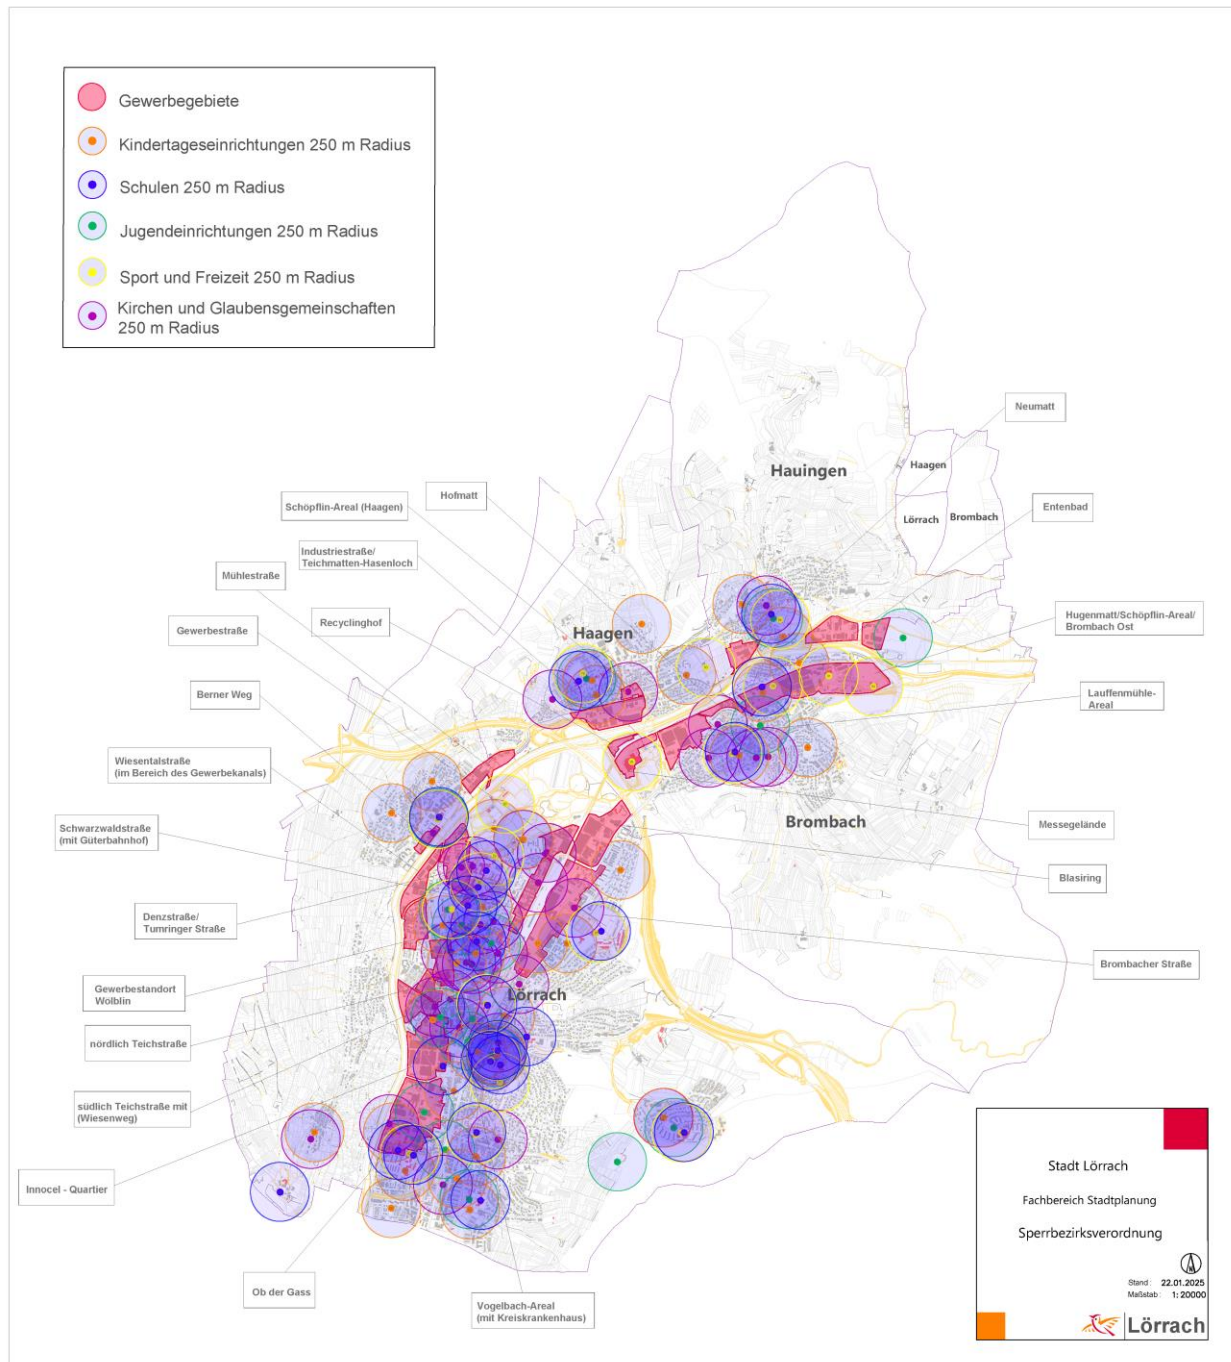 Gewerbegebiete
Kindertageseinrichtungen 250 m Radius
Schulen 250 m Radius
Jugendeinrichtungen 250 m Radius
Sport und Freizeit 250 m Radius
Kirchen und Glaubensgemeinschaften
250 m Radius
Neumatt
Hauingen
Haagen
Lörrach
Brombach
Entenbad
Hofmatt
Schöpflin-Areal (Haagen)
Industriestraße/
Teichmatten-Hasenloch
Mühlestraße
Recyclinghof
Gewerbestraße
Haagen
Hugenmatt/Schöpflin-Areal/
Brombach Ost
Berner Weg
Lauffenmühle-
Areal
Wiesentalstraße
(im Bereich des Gewerbekanals)
Schwarzwaldstraße
(mit Güterbahnhof)
Brombach
Messegelände
Blasiring
Denzstraße/
Tumringer Straße
Brombacher Straße
Gewerbestandort
Wölblin
Lörrach
nördlich Teichstraße
südlich Teichstraße mit
(Wiesenweg)
Innocel - Quartier
Ob der Gass
Vogelbach-Areal
(mit Kreiskrankenhaus)
Stadt Lörrach
Fachbereich Stadtplanung
Sperrbezirksverordnung
Stand : 22.01.2025
Maßstab : 1: 20000
Lörrach